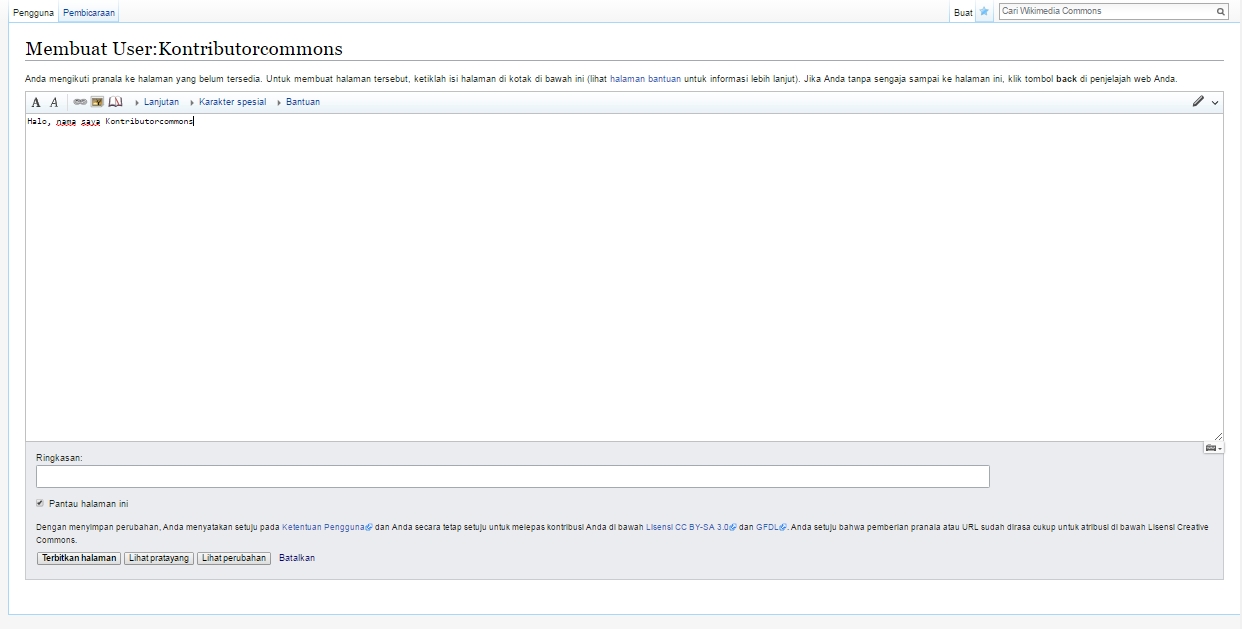 Pengguna Pembicaraan Buat Cari Wikimedia Commons
Membuat User:Kontributorcommons
Anda mengikuti pranala ke halaman yang belum tersedia. Untuk membuat halaman tersebut, ketiklah isi halaman di kotak di bawah ini (lihat halaman bantuan untuk informasi lebih lanjut). Jika Anda tanpa sengaja sampai ke halaman ini, klik tombol back di penjelajah web Anda.
A A Lanjutan Karakter spesial Bantuan
Halo, nama saya Kontributorcommons
Ringkasan:
Pantau halaman ini
Dengan menyimpan perubahan, Anda menyatakan setuju pada Ketentuan Pengguna dan Anda secara tetap setuju untuk melepas kontribusi Anda di bawah Lisensi CC BY-SA 3.0 dan GFDL. Anda setuju bahwa pemberian pranala atau URL sudah dirasa cukup untuk atribusi di bawah Lisensi Creative
Commons.
Terbitkan halaman Lihat pratayang Lihat perubahan Batalkan